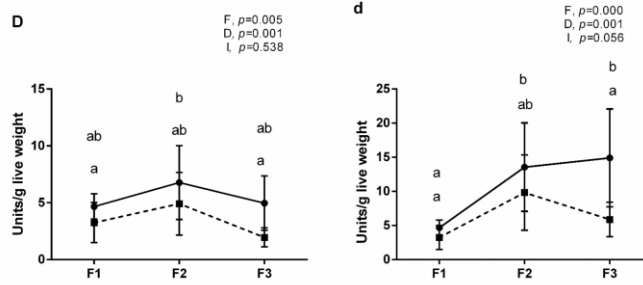 D
F, p=0.005
D, p=0.001
I, p=0.538
Units/g live weight
15
10
5
0
ab
a
b
ab
ab
a
F1
F2
F3
d
F, p=0.000
D, p=0.001
I, p=0.056
Units/g live weight
25
20
15
10
5
0
a
a
b
ab
b
a
F1
F2
F3